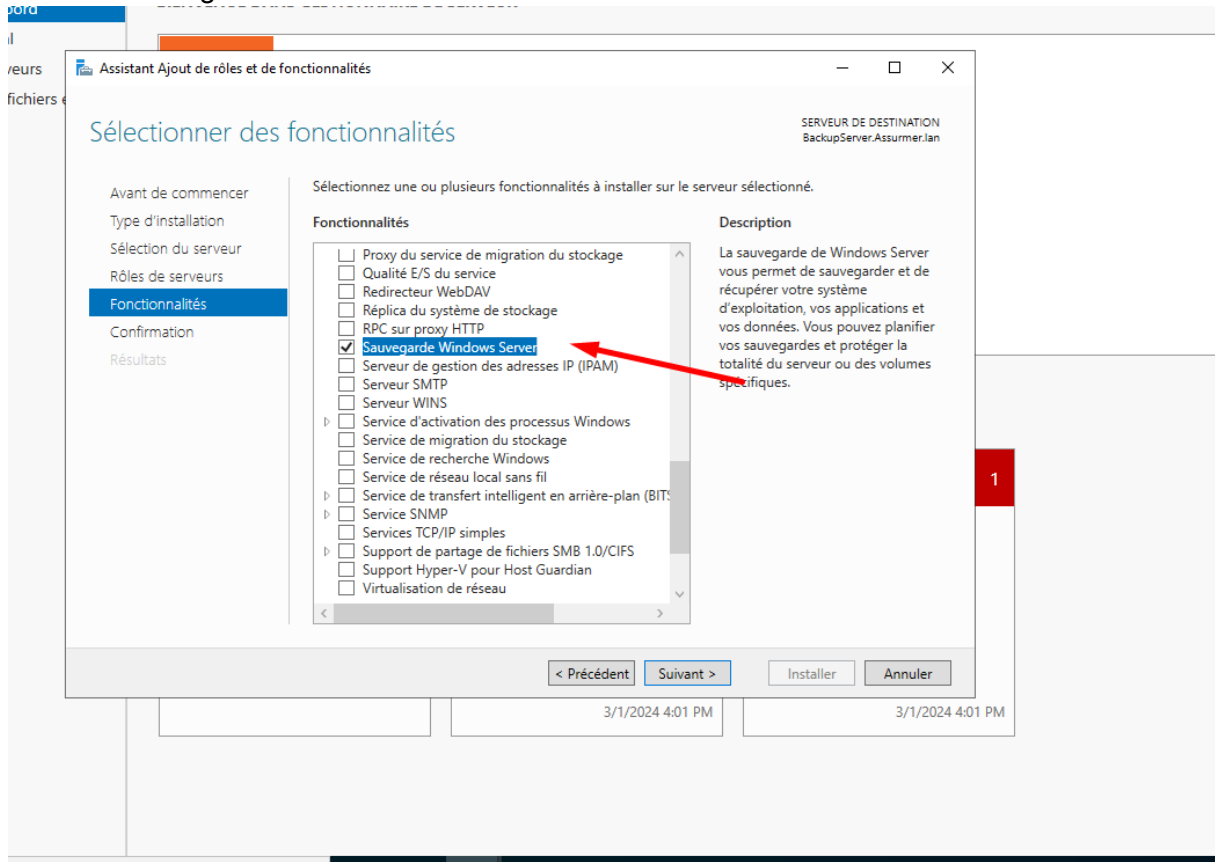 Assistant Ajout de rôles et de fonctionnalités
Sélectionner des fonctionnalités
SERVEUR DE DESTINATION
BackupServer.Assurmer.lan
Avant de commencer
Type d'installation
Sélection du serveur
Rôles de serveurs
Fonctionnalités
Confirmation
Résultats
Sélectionnez une ou plusieurs fonctionnalités à installer sur le serveur sélectionné.
Fonctionnalités
Proxy du service de migration du stockage
Qualité E/S du service
Redirecteur WebDAV
Réplica du système de stockage
RPC sur proxy HTTP
Sauvegarde Windows Server
Serveur de gestion des adresses IP (IPAM)
Serveur SMTP
Serveur WINS
Service d'activation des processus Windows
Service de migration du stockage
Service de recherche Windows
Service de réseau local sans fil
Service de transfert intelligent en arrière-plan (BITS
Service SNMP
Services TCP/IP simples
Support de partage de fichiers SMB 1.0/CIFS
Support Hyper-V pour Host Guardian
Virtualisation de réseau
Description
La sauvegarde de Windows Server
vous permet de sauvegarder et de
récupérer votre système
d'exploitation, vos applications et
vos données. Vous pouvez planifier
vos sauvegardes et protéger la
totalité du serveur ou des volumes
spécifiques.
< Précédent
Suivant >
Installer
Annuler
veurs
fichiers e
1
3/1/2024 4:01 PM
3/1/2024 4:01 PM